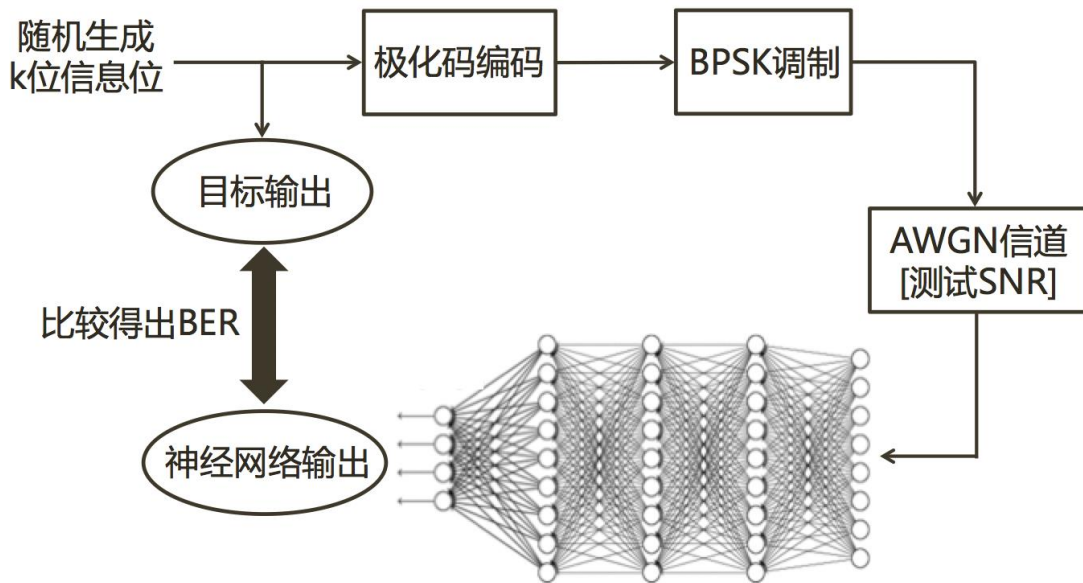 随机生成
k位信息位
极化码编码
BPSK调制
目标输出
AWGN信道
[测试SNR]
比较得出BER
神经网络输出